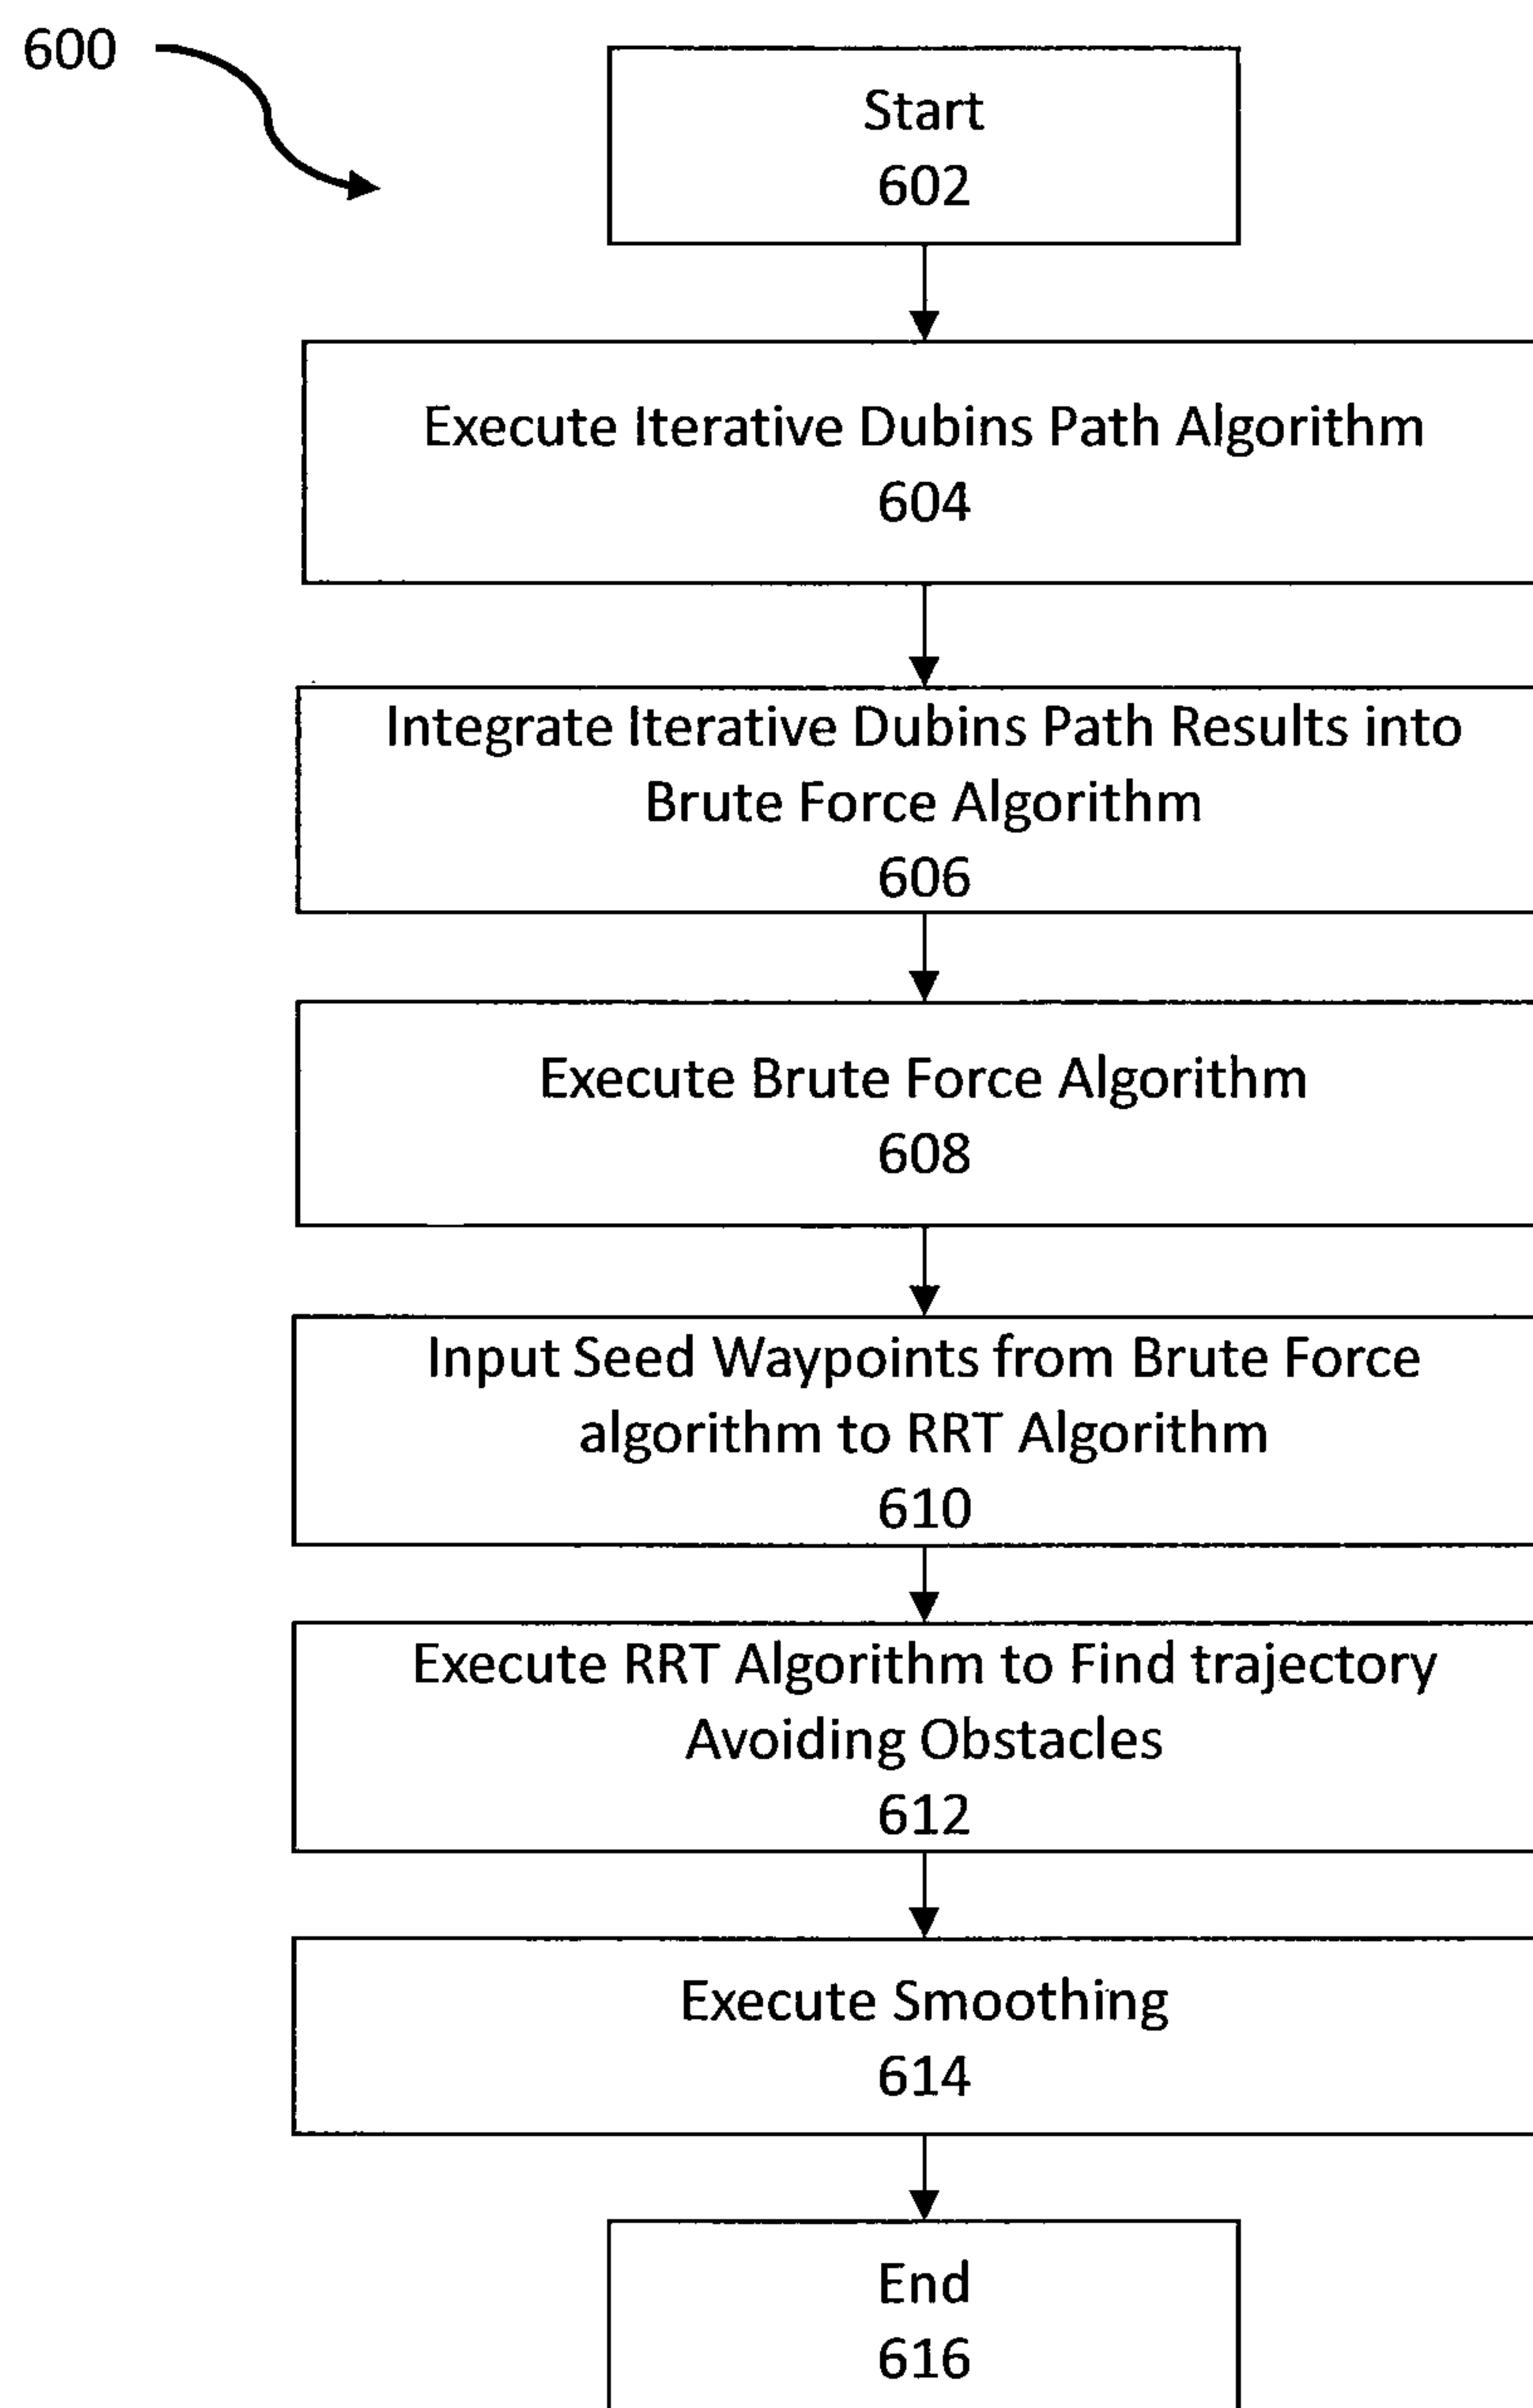 600
Start
602
Execute Iterative Dubins Path Algorithm
604
Integrate Iterative Dubins Path Results into
Brute Force Algorithm
606
Execute Brute Force Algorithm
608
Input Seed Waypoints from Brute Force
algorithm to RRT Algorithm
610
Execute RRT Algorithm to Find trajectory
Avoiding Obstacles
612
Execute Smoothing
614
End
616